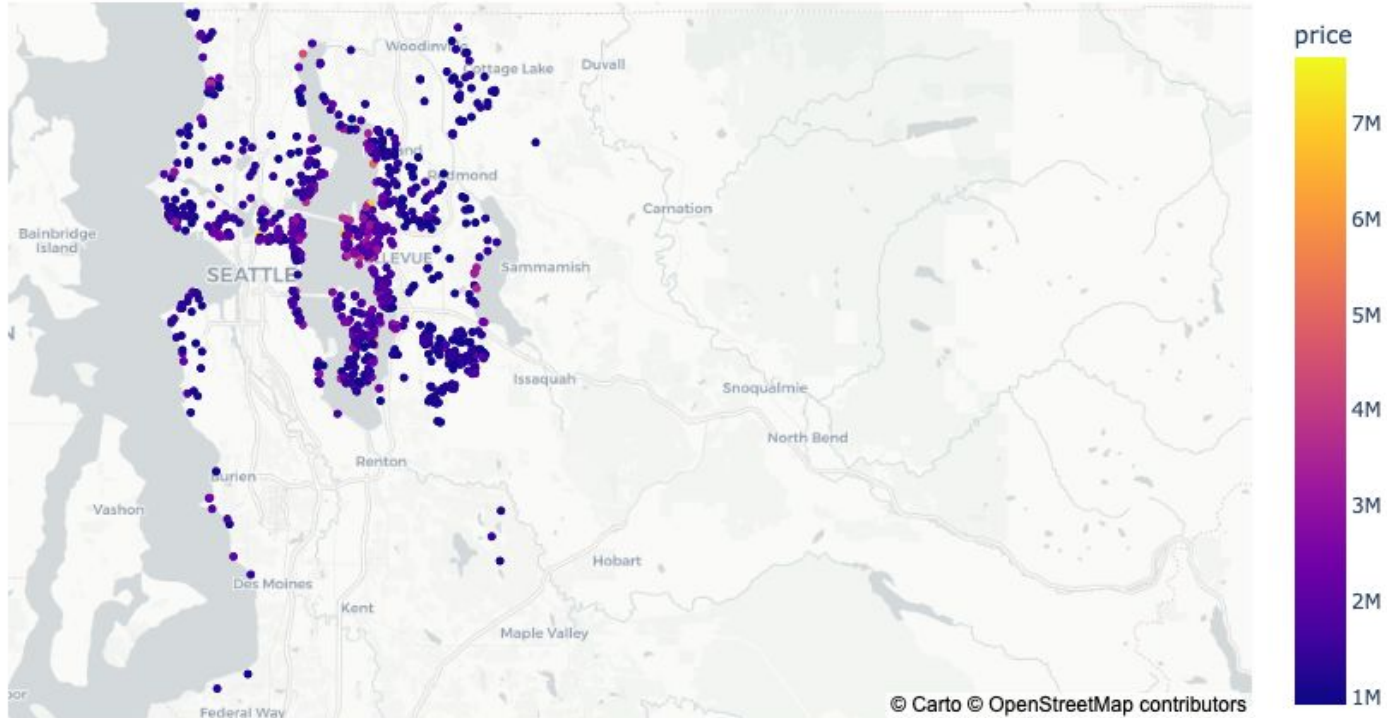 price
7M
6M
5M
4M
3M
2M
1M
Woodinville
Cottage Lake
Duvall
Redmond
Carnation
Bainbridge
Island
SEATTLE
Sammamish
Issaquah
Snoqualmie
North Bend
Renton
Burien
Vashon
Hobart
Des Moines
Kent
Maple Valley
Federal Way
© Carto © OpenStreetMap contributors